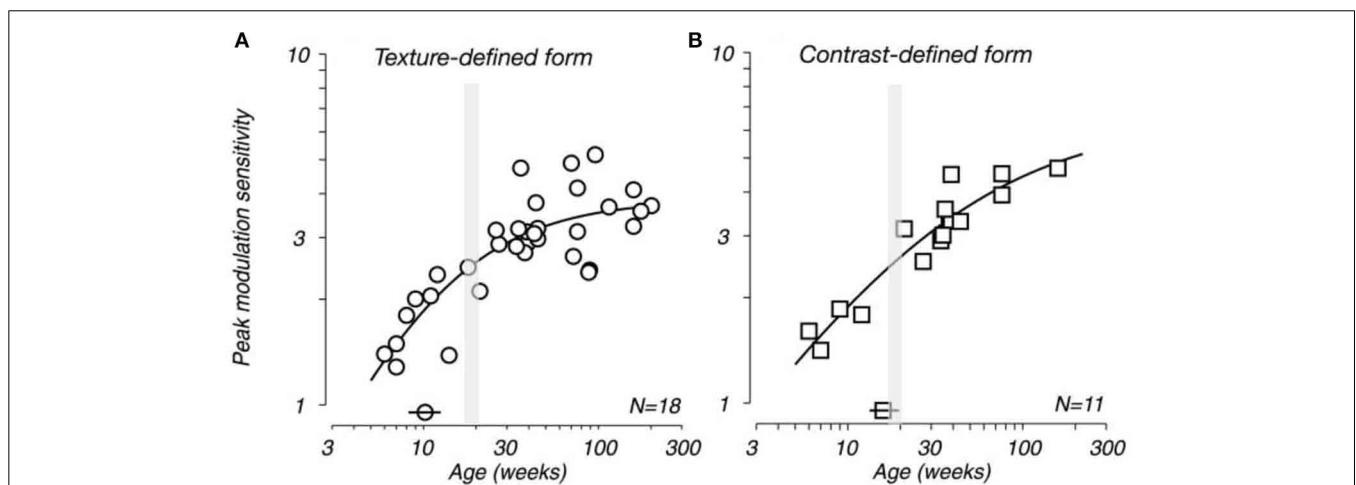 A
Texture-defined form
10
3
1
Peak modulation sensitivity
N=18
3 10 30 100 300
Age (weeks)
B
Contrast-defined form
10
3
1
N=11
3 10 30 100 300
Age (weeks)